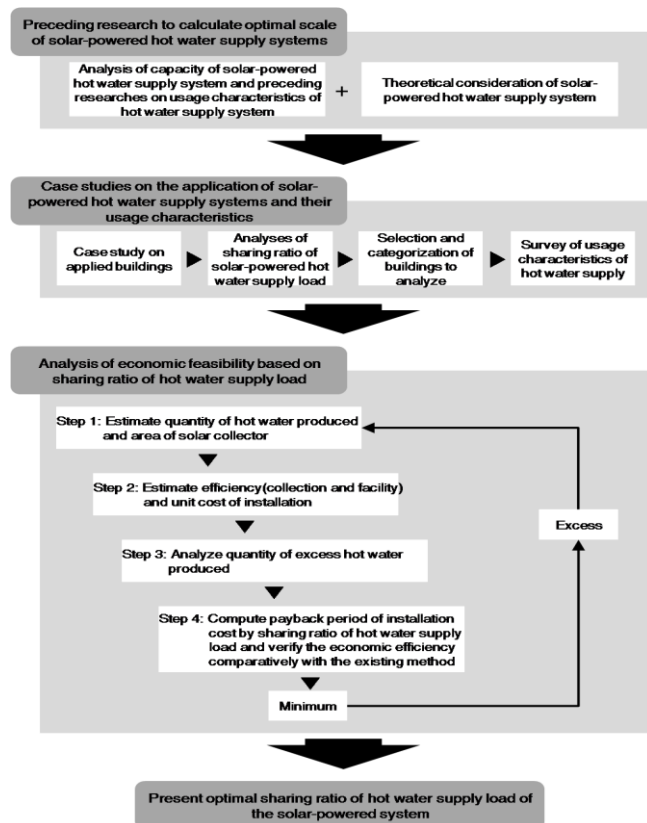 Preceding research to calculate optimal scale
of solar-powered hot water supply systems
Analysis of capacity of solar-powered
hot water supply system and preceding
researches on usage characteristics of
hot water supply system
+
Theoretical consideration of solar-
powered hot water supply system
Case studies on the application of solar-
powered hot water supply systems and their
usage characteristics
Case study on
applied buildings
Analyses of
sharing ratio of
solar-powered hot
water supply load
Selection and
categorization of
buildings to
analyze
Survey of usage
characteristics of
hot water supply
Analysis of economic feasibility based on
sharing ratio of hot water supply load
Step 1: Estimate quantity of hot water produced
and area of solar collector
Step 2: Estimate efficiency(collection and facility)
and unit cost of installation
Excess
Step 3: Analyze quantity of excess hot water
produced
Step 4: Compute payback period of installation
cost by sharing ratio of hot water supply
load and verify the economic efficiency
comparatively with the existing method
Minimum
Present optimal sharing ratio of hot water supply load of
the solar-powered system